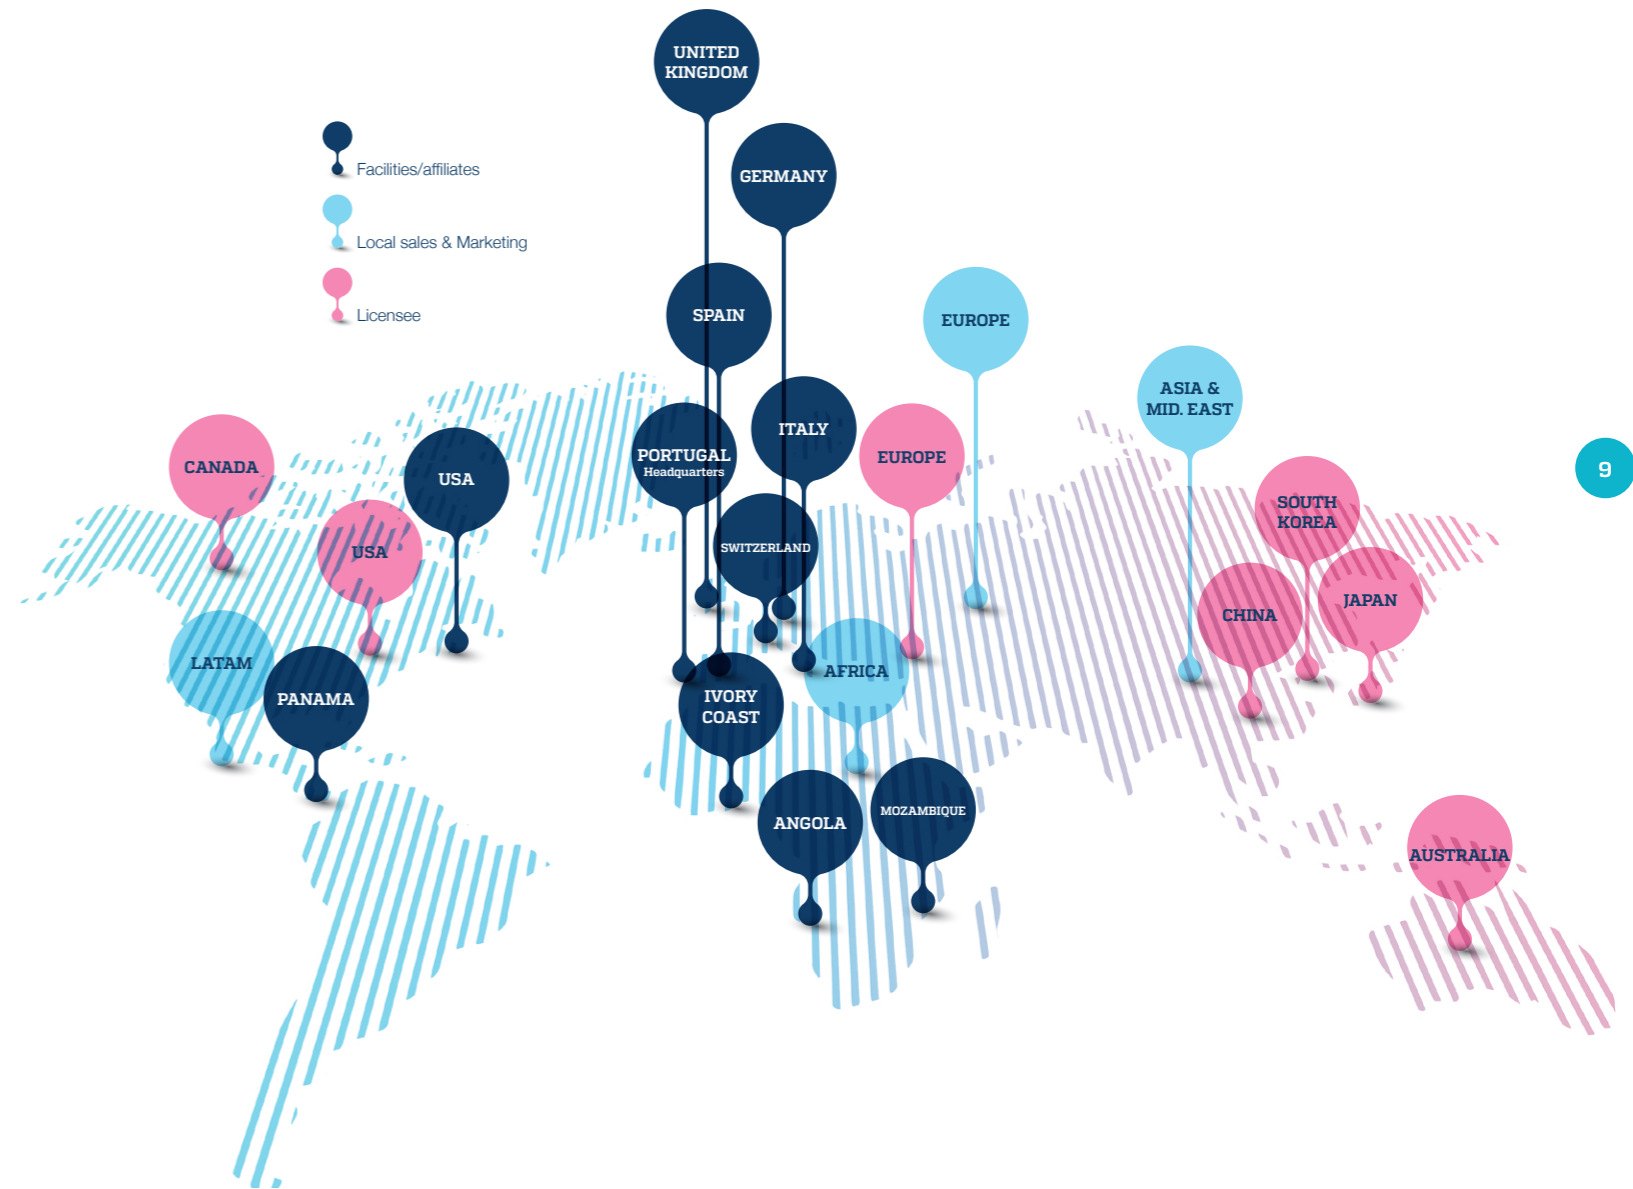 UNITED
KINGDOM
Facilities/affiliates
GERMANY
Local sales & Marketing
Licensee
SPAIN
EUROPE
ASIA &
MID. EAST
ITALY
PORTUGAL
Headquarters
EUROPE
CANADA
USA
9
SOUTH
KOREA
USA
SWITZERLAND
CHINA
JAPAN
LATAM
AFRICA
PANAMA
IVORY
COAST
ANGOLA
MOZAMBIQUE
AUSTRALIA